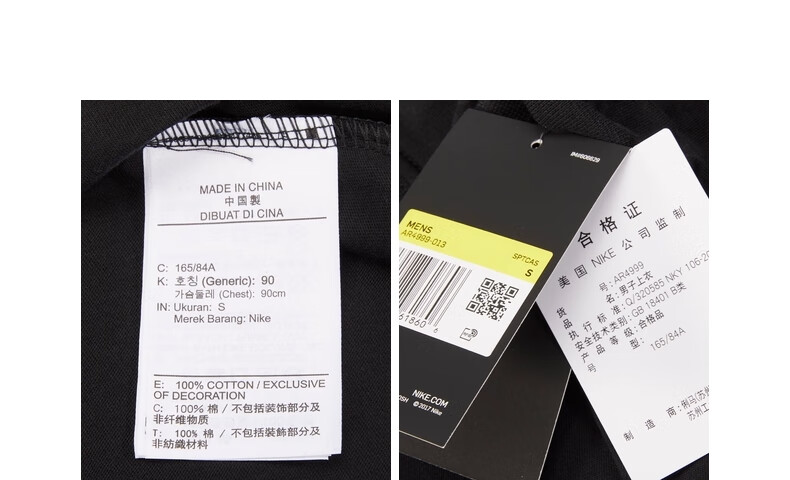 MADE IN CHINA
中国製
DIBUAT DI CINA
C: 165/84A
K: 호칭 (Generic): 90
가슴둘레 (Chest): 90cm
IN: Ukuran: S
Merek Barang: Nike
E: 100% COTTON / EXCLUSIVE
OF DECORATION
C: 100% 棉 / 不包括装饰部分及
非纤维物质
T: 100% 棉 / 不包括裝飾部分及
非紡織材料
MENS
AR4999-013
SPTCAS
S
61860 6
NIKE.COM
© 2017 Nike
合格证
美国 NIKE 公司监制
货号: AR4999
品名: 男子上衣
执行标准: Q/320585 NKY 106-20
安全技术类别: GB 18401 B类
产品等级: 合格品
号型: 165/84A
制造商: